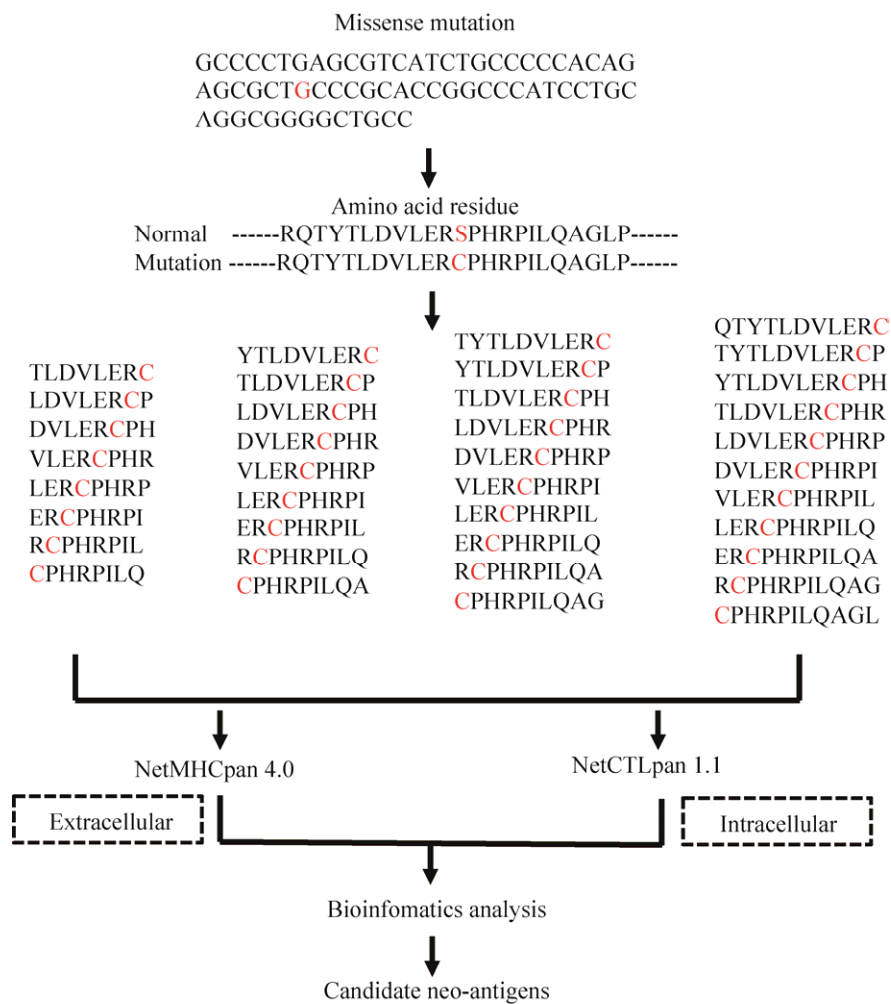 Missense mutation
GCCCCTGAGCGTCATCTGCCCCCACAG
AGCGCTGCCCGCACCGGCCCATCCTGC
AGGCGGGGCTGCC
Amino acid residue
Normal ------RQTYTLDVLERSPHRPILQAGLP------
Mutation ------RQTYTLDVLERCPHRPILQAGLP------
TLDVLERC
LDVLERCP
DVLERCPH
VLERCPHR
LERCPHRP
ERCPHRPI
RCPHRPIL
CPHRPILQ
YTLDVLERC
TLDVLERCP
LDVLERCPH
DVLERCPHR
VLERCPHRP
LERCPHRPI
ERCPHRPIL
RCPHRPILQ
CPHRPILQA
TYTLDVLERC
YTLDVLERCP
TLDVLERCPH
LDVLERCPHR
DVLERCPHRP
VLERCPHRPI
LERCPHRPIL
ERCPHRPILQ
RCPHRPILQA
CPHRPILQAG
QTYTLDVLERC
TYTLDVLERCP
YTLDVLERCPH
TLDVLERCPHR
LDVLERCPHRP
DVLERCPHRPI
VLERCPHRPIL
LERCPHRPILQ
ERCPHRPILQA
RCPHRPILQAG
CPHRPILQAGL
NetMHCpan 4.0
NetCTLpan 1.1
Extracellular
Intracellular
Bioinfomatics analysis
Candidate neo-antigens